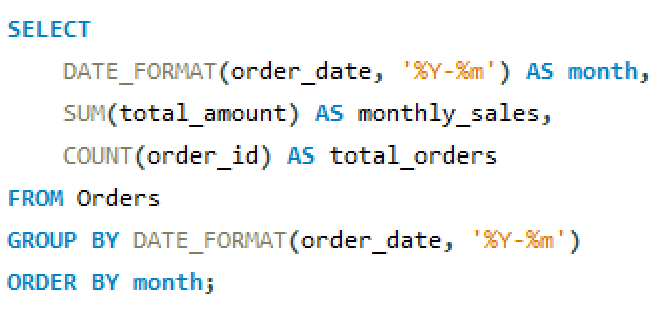 SELECT
    DATE_FORMAT(order_date, '%Y-%m') AS month,
    SUM(total_amount) AS monthly_sales,
    COUNT(order_id) AS total_orders
FROM Orders
GROUP BY DATE_FORMAT(order_date, '%Y-%m')
ORDER BY month;